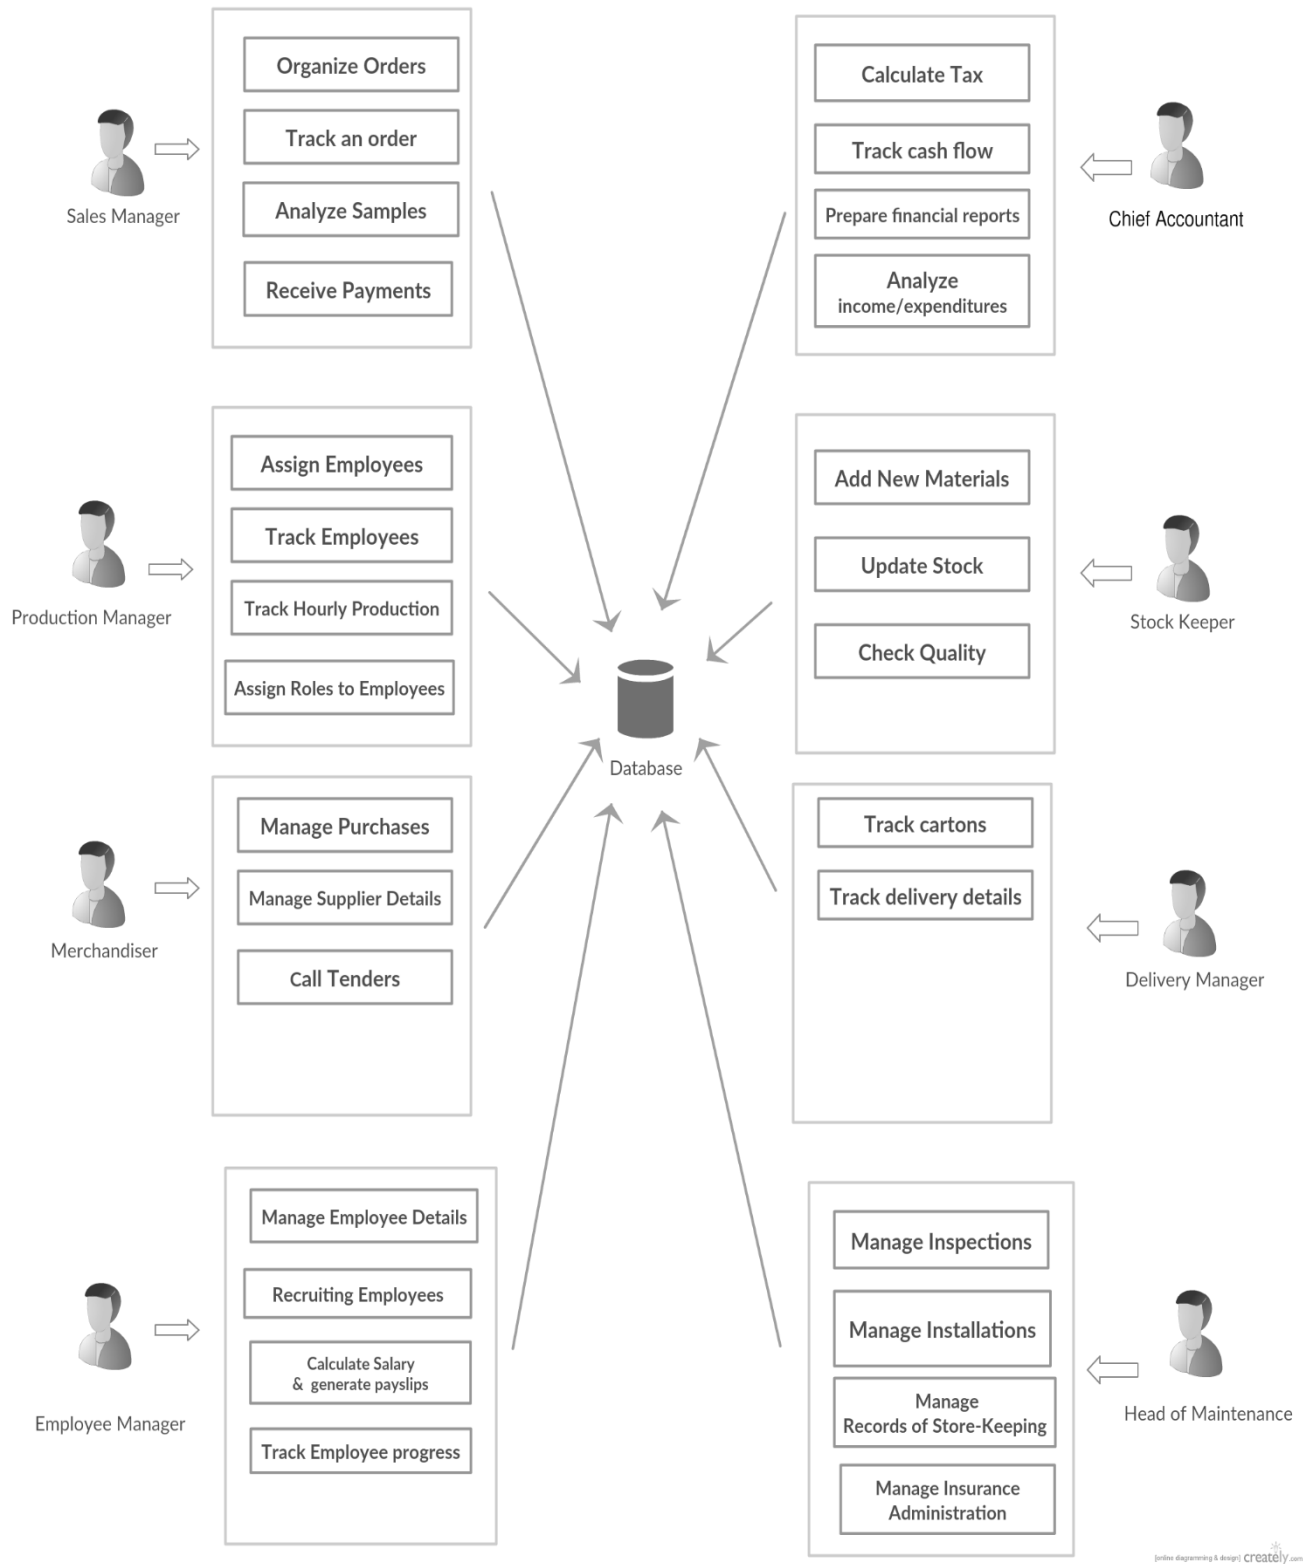 Organize Orders
Track an order
Analyze Samples
Receive Payments
Sales Manager
Calculate Tax
Track cash flow
Prepare financial reports
Analyze
income/expenditures
Chief Accountant
Assign Employees
Track Employees
Track Hourly Production
Assign Roles to Employees
Production Manager
Add New Materials
Update Stock
Check Quality
Stock Keeper
Database
Manage Purchases
Manage Supplier Details
Call Tenders
Merchandiser
Track cartons
Track delivery details
Delivery Manager
Manage Employee Details
Recruiting Employees
Calculate Salary
& generate payslips
Track Employee progress
Employee Manager
Manage Inspections
Manage Installations
Manage
Records of Store-Keeping
Manage Insurance
Administration
Head of Maintenance
[online diagramming & design] creately.com